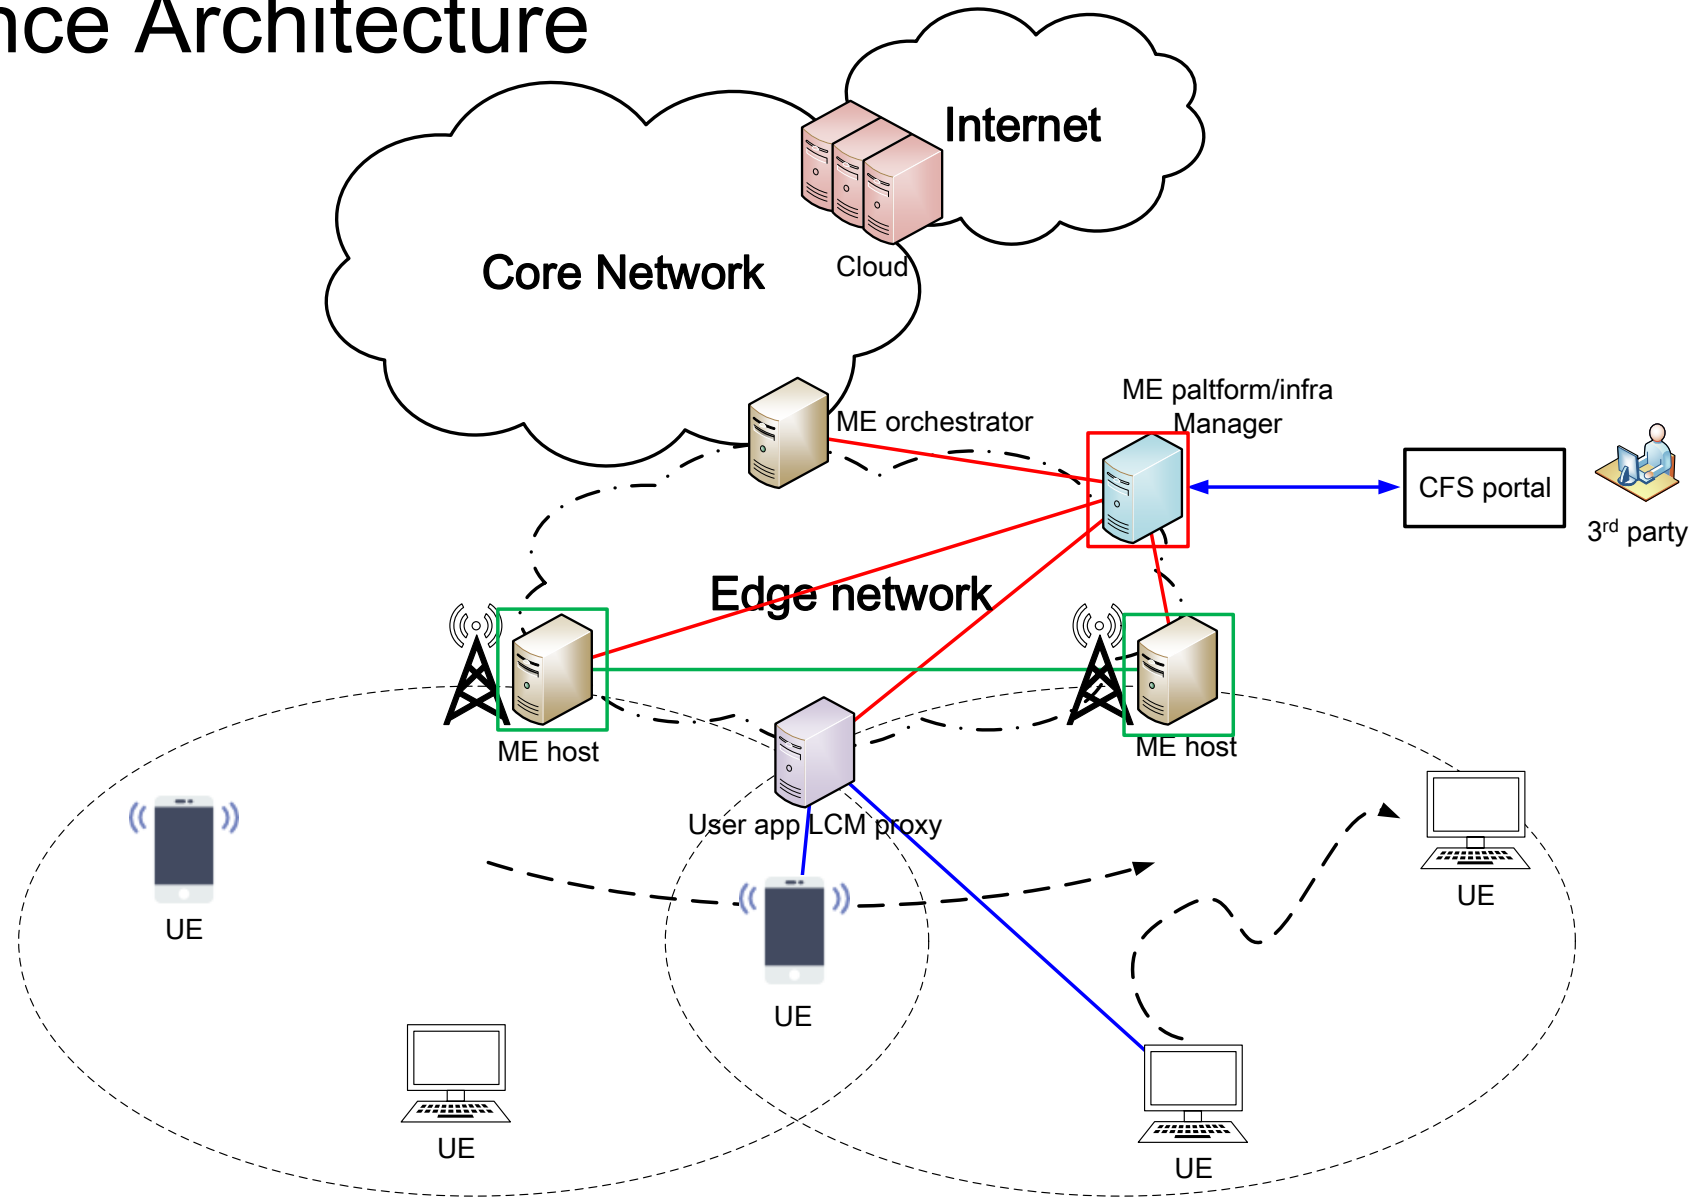 nce Architecture
Internet
Core Network
Cloud
ME paltform/infra
Manager
ME orchestrator
CFS portal
3rd party
Edge network
ME host
ME host
User app LCM proxy
UE
UE
UE
UE
UE